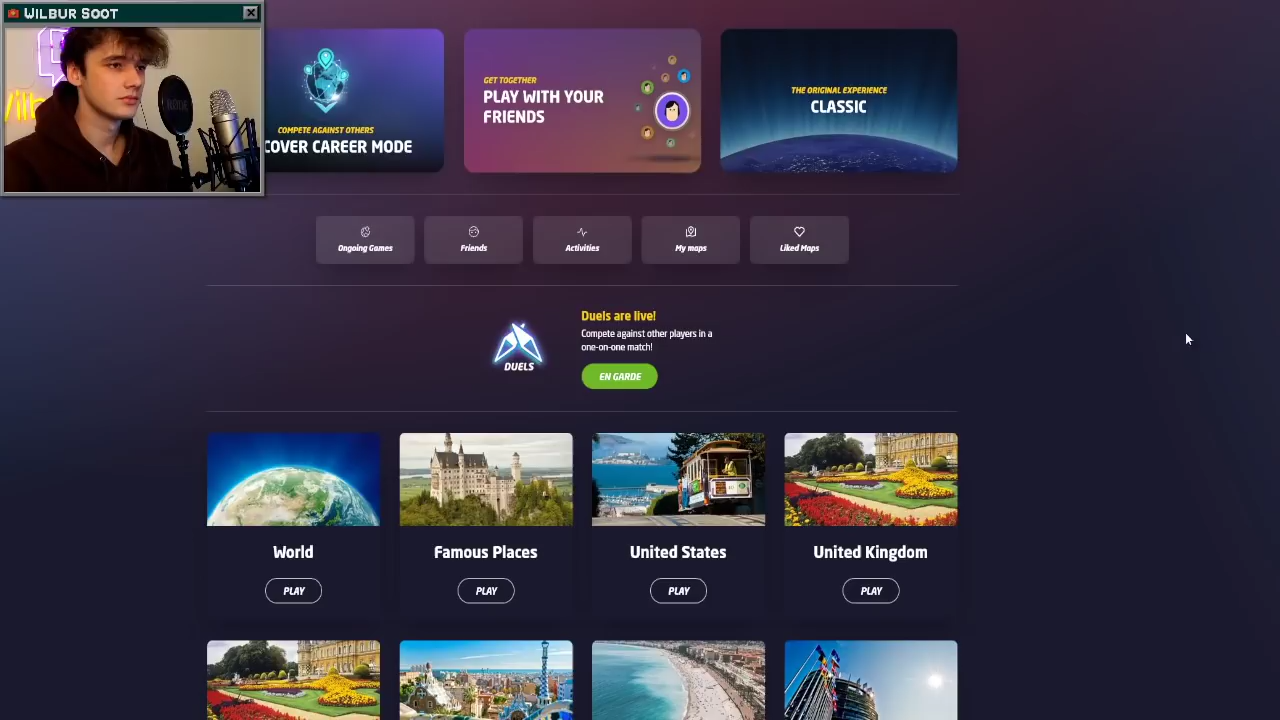 WILBUR SOOT
COMPETE AGAINST OTHERS
COVER CAREER MODE
GET TOGETHER
PLAY WITH YOUR
FRIENDS
THE ORIGINAL EXPERIENCE
CLASSIC
RØDE
Ongoing Games
Friends
Activities
My maps
Liked Maps
DUELS
Duels are live!
Compete against other players in a
one-on-one match!
EN GARDE
World
Famous Places
United States
United Kingdom
PLAY
PLAY
PLAY
PLAY